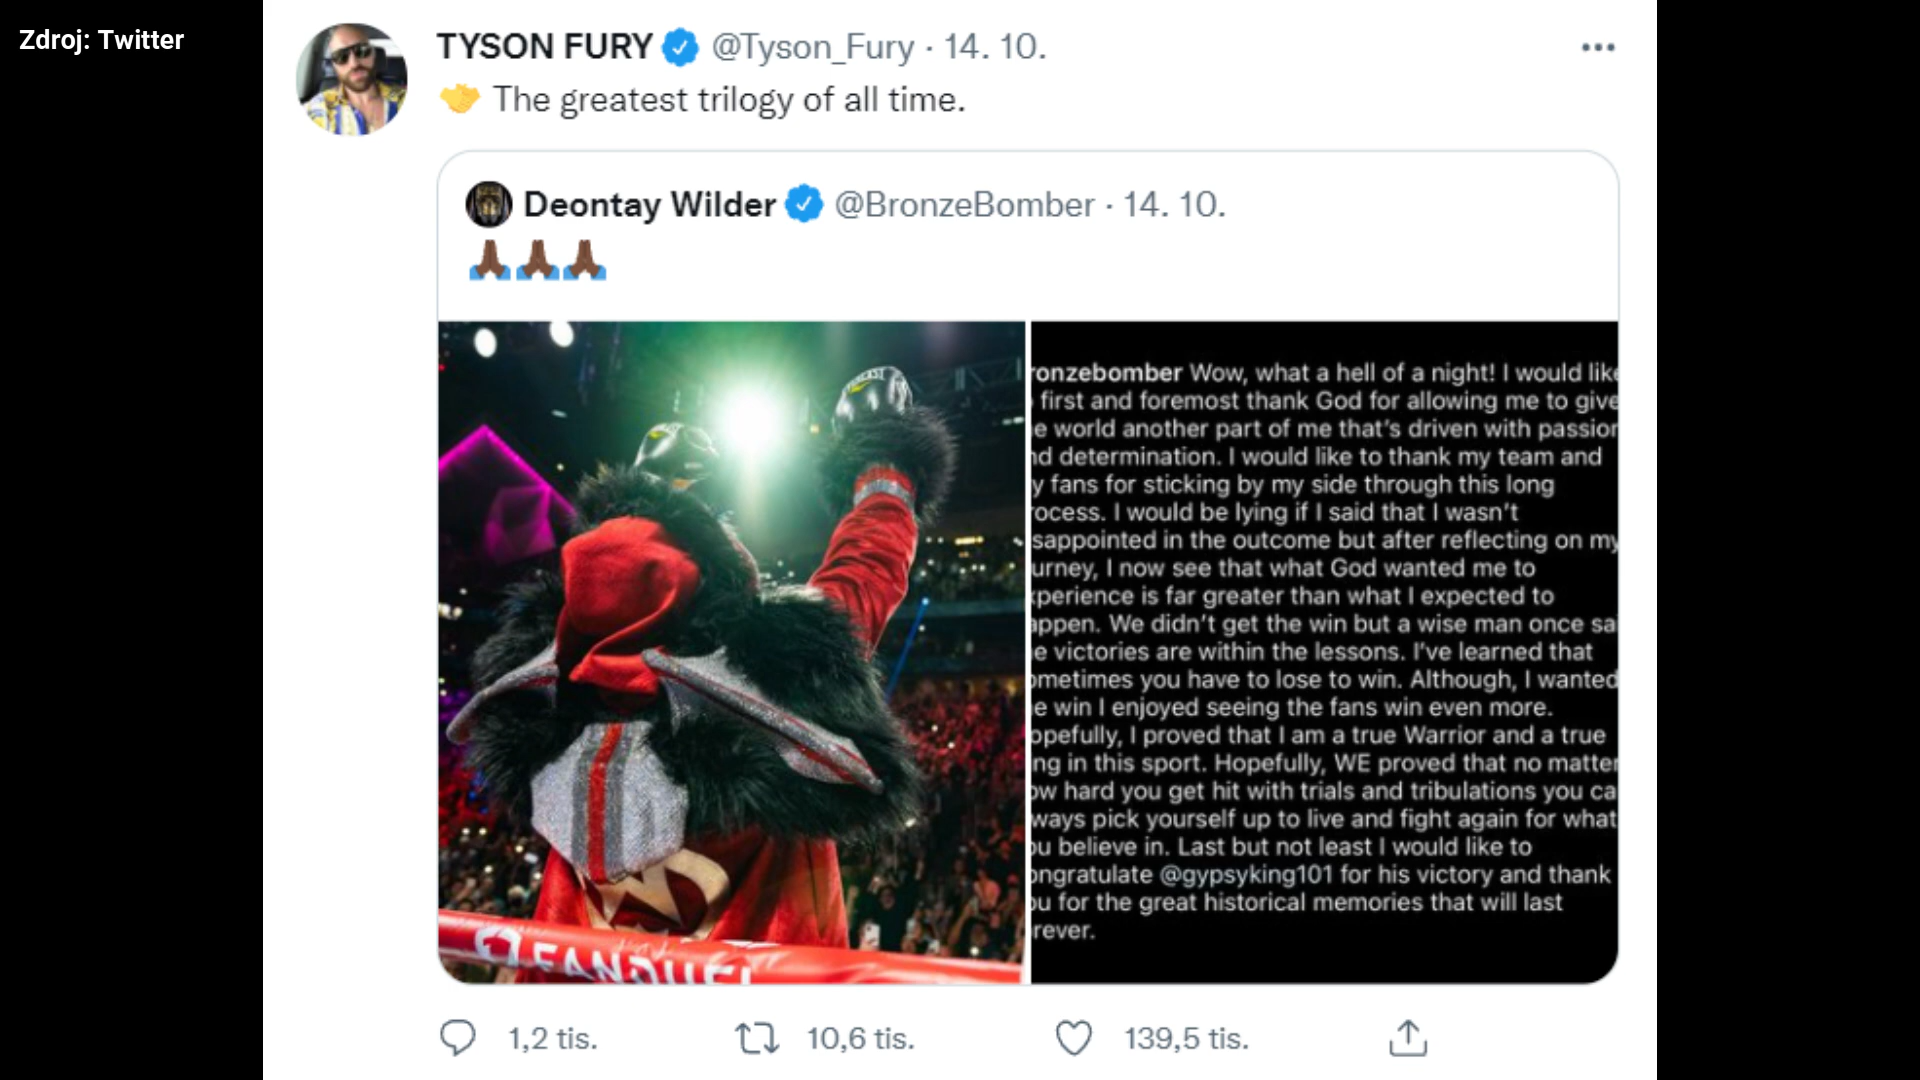 Zdroj: Twitter
TYSON FURY @Tyson_Fury · 14. 10.
The greatest trilogy of all time.
Deontay Wilder @BronzeBomber · 14. 10.
ronzebomber Wow, what a hell of a night! I would like
first and foremost thank God for allowing me to give
e world another part of me that's driven with passion
nd determination. I would like to thank my team and
y fans for sticking by my side through this long
rocess. I would be lying if I said that I wasn't
sappointed in the outcome but after reflecting on my
urney, I now see that what God wanted me to
xperience is far greater than what I expected to
appen. We didn't get the win but a wise man once sa
e victories are within the lessons. I've learned that
ometimes you have to lose to win. Although, I wanted
e win I enjoyed seeing the fans win even more.
opefully, I proved that I am a true Warrior and a true
ng in this sport. Hopefully, WE proved that no matter
ow hard you get hit with trials and tribulations you ca
ways pick yourself up to live and fight again for what
ou believe in. Last but not least I would like to
ongratulate @gypsyking101 for his victory and thank
ou for the great historical memories that will last
rever.
FANDUEL
1,2 tis. 10,6 tis. 139,5 tis.